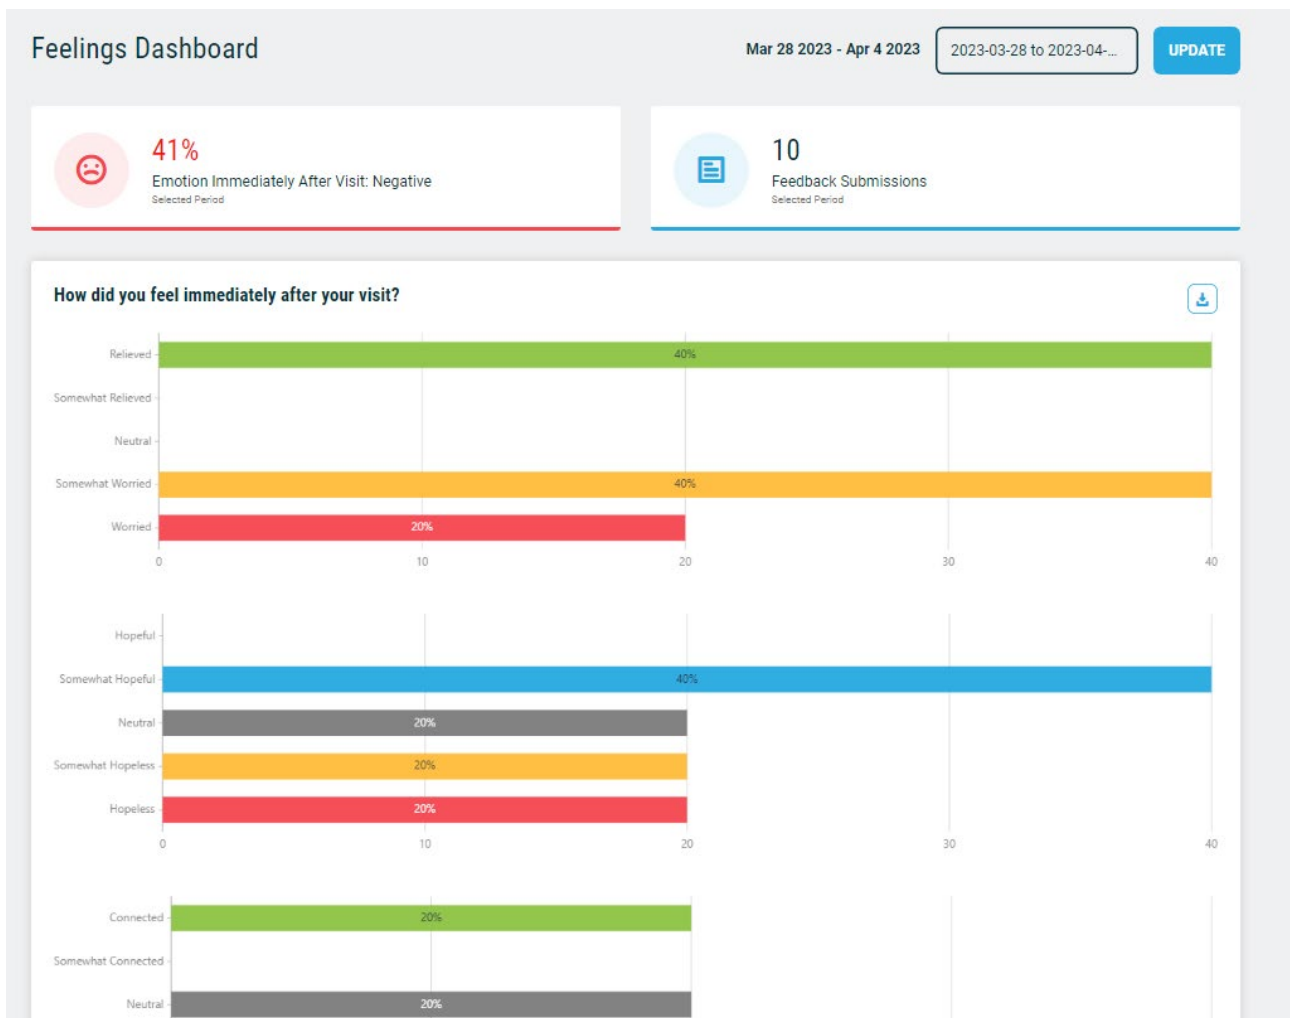 Feelings Dashboard
Mar 28 2023 - Apr 4 2023
2023-03-28 to 2023-04-...
UPDATE
41%
Emotion Immediately After Visit: Negative
Selected Period
10
Feedback Submissions
Selected Period
How did you feel immediately after your visit?
Relieved
40%
Somewhat Relieved
Neutral
Somewhat Worried
40%
Worried
20%
0 10 20 30 40
Hopeful
Somewhat Hopeful
40%
Neutral
20%
Somewhat Hopeless
20%
Hopeless
20%
0 10 20 30 40
Connected
20%
Somewhat Connected
Neutral
20%